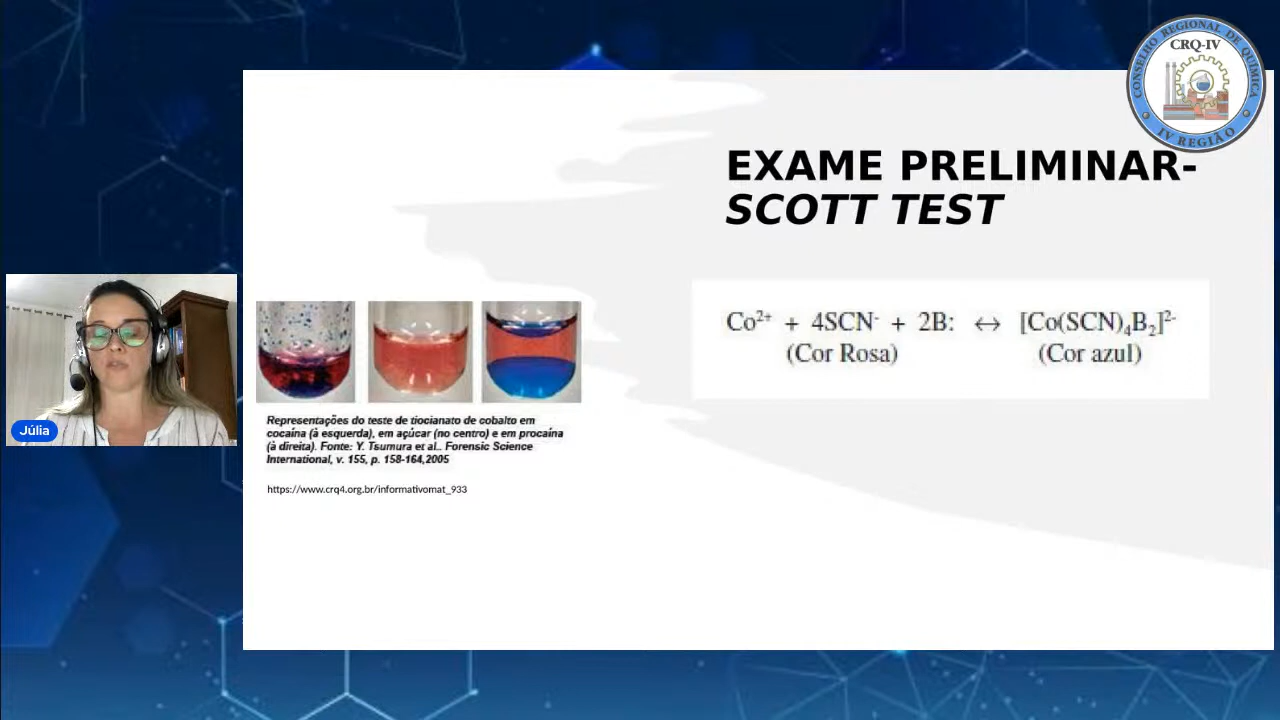 CONSELHO REGIONAL DE QUÍMICA
CRQ-IV
IV REGIÃO
EXAME PRELIMINAR-
SCOTT TEST
Co²⁺ + 4SCN⁻ + 2B: ↔ [Co(SCN)₄B₂]²⁻
(Cor Rosa) (Cor azul)
Representações do teste de tiocianato de cobalto em
cocaína (à esquerda), em açúcar (no centro) e em procaína
(à direita). Fonte: Y. Tsumura et al.. Forensic Science
International, v. 155, p. 158-164,2005
https://www.crq4.org.br/informativomat_933
Júlia